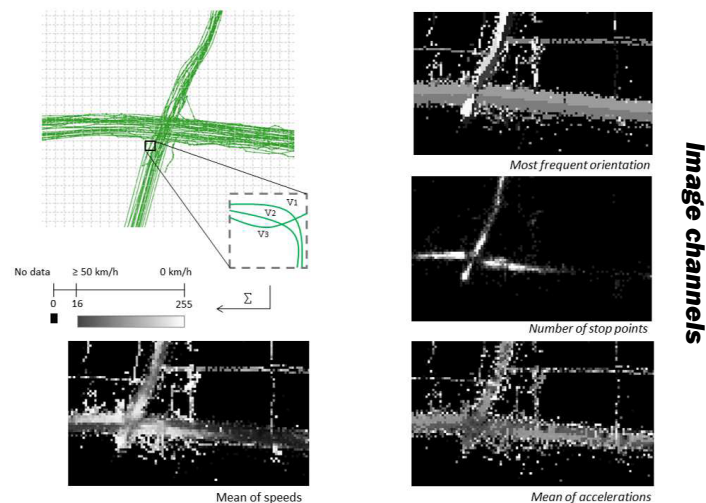 Most frequent orientation
V1
V2
V3
No data
≥ 50 km/h
0 km/h
0
16
255
Σ
Number of stop points
Mean of speeds
Mean of accelerations
Image channels